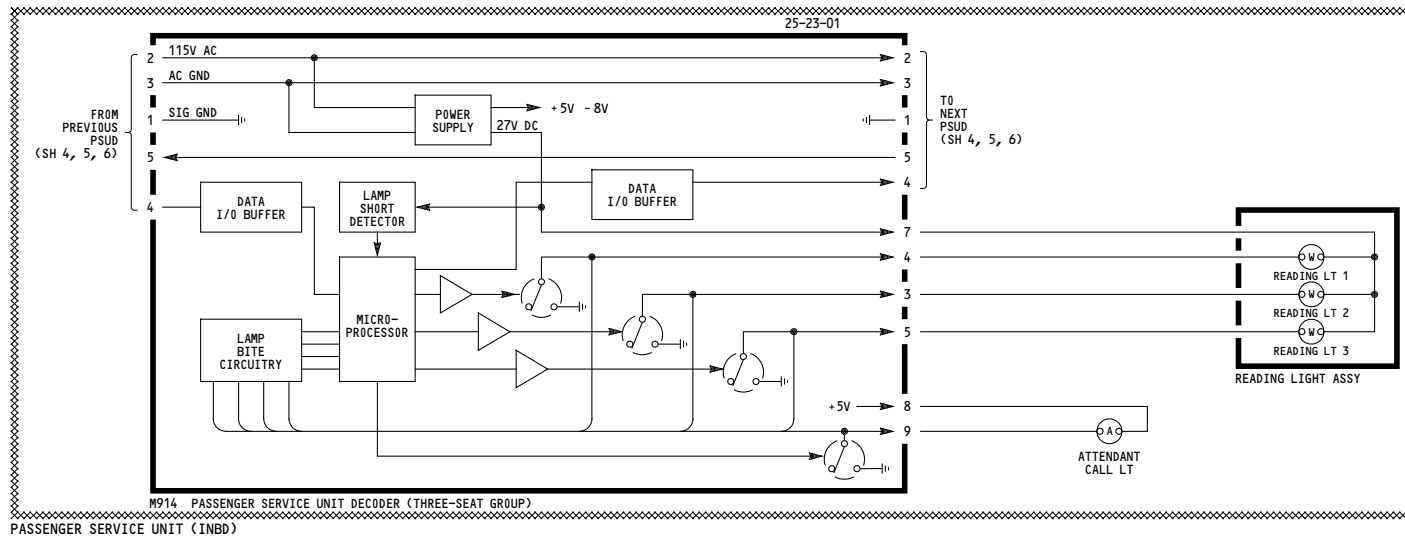 25-23-01
2 115V AC
3 AC GND
1 SIG GND
5
4
FROM
PREVIOUS
PSUD
(SH 4, 5, 6)
POWER
SUPPLY
+5V -8V
27V DC
2
3
1
5
4
TO
NEXT
PSUD
(SH 4, 5, 6)
DATA
I/O BUFFER
LAMP
SHORT
DETECTOR
DATA
I/O BUFFER
7
4
3
5
MICRO-
PROCESSOR
LAMP
BITE
CIRCUITRY
W
READING LT 1
W
READING LT 2
W
READING LT 3
READING LIGHT ASSY
+5V
8
9
A
ATTENDANT
CALL LT
M914 PASSENGER SERVICE UNIT DECODER (THREE-SEAT GROUP)
PASSENGER SERVICE UNIT (INBD)